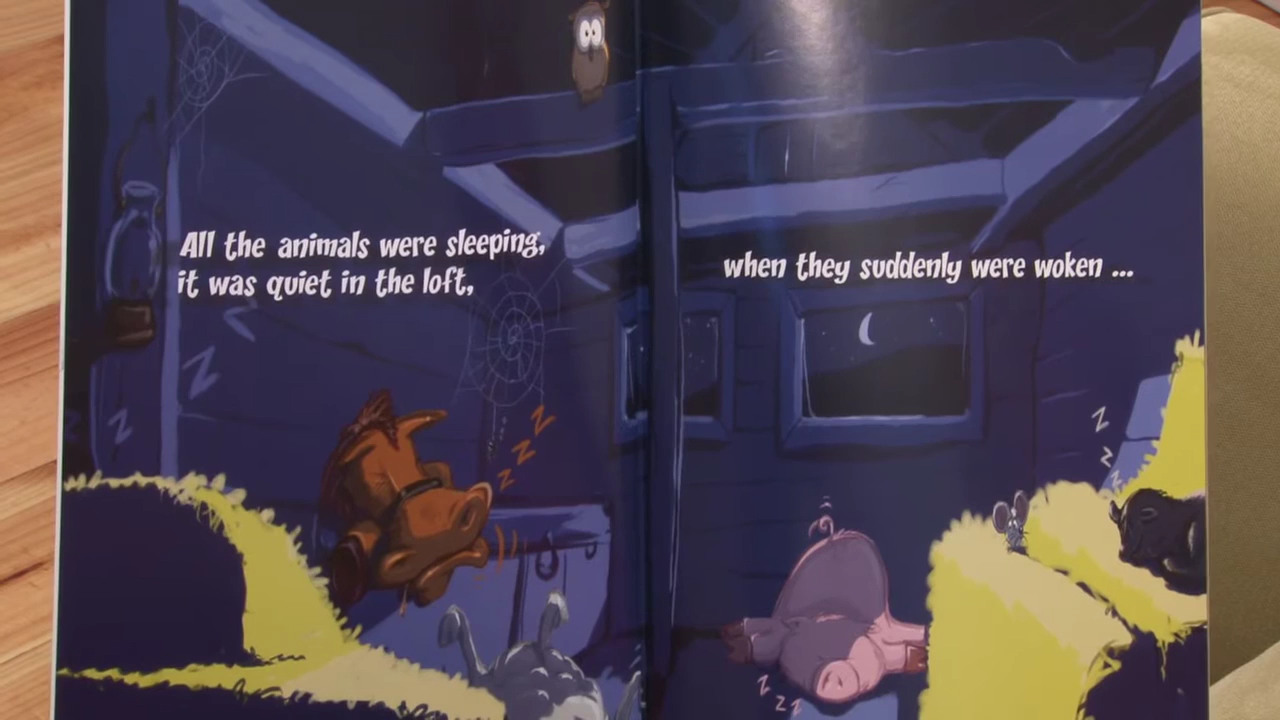 All the animals were sleeping,
it was quiet in the loft,
when they suddenly were woken ...
z
z
z
z
z
z
z
z
z
z
z